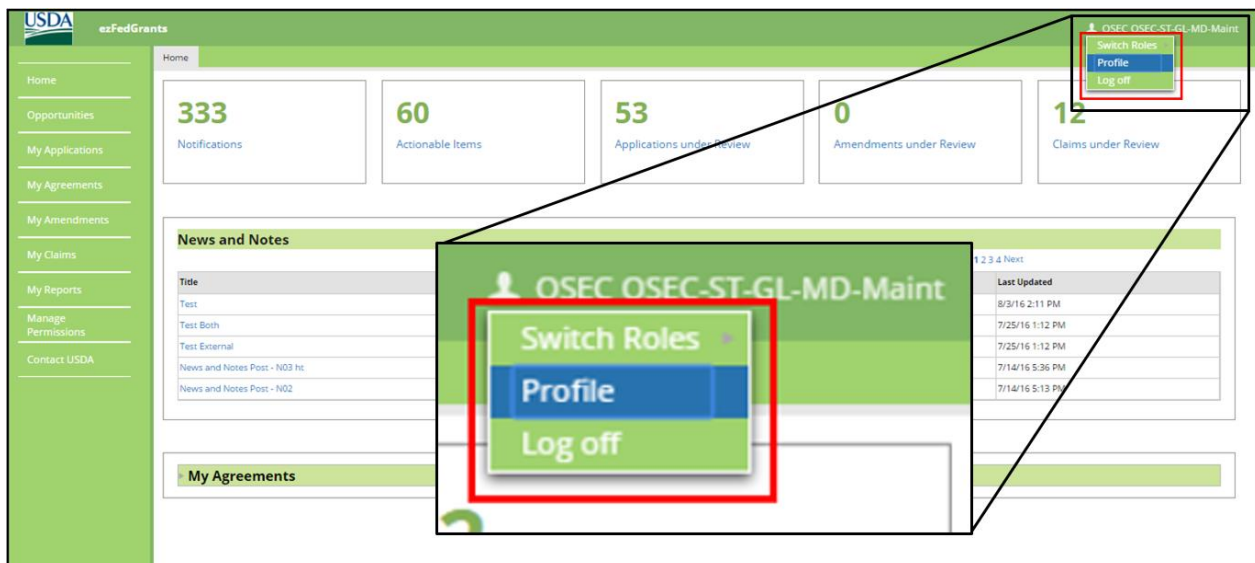 USDA
ezFedGrants
OSEC OSEC-ST-GL-MD-Maint
Switch Roles
Profile
Log off
Home
Home
Opportunities
My Applications
My Agreements
My Amendments
My Claims
My Reports
Manage
Permissions
Contact USDA
333
Notifications
60
Actionable Items
53
Applications under Review
0
Amendments under Review
12
Claims under Review
News and Notes
1 2 3 4 Next
Title
Last Updated
Test
8/3/16 2:11 PM
Test Both
7/25/16 1:12 PM
Test External
7/25/16 1:12 PM
News and Notes Post - N03 ht
7/14/16 5:36 PM
News and Notes Post - N02
7/14/16 5:13 PM
My Agreements
OSEC OSEC-ST-GL-MD-Maint
Switch Roles
Profile
Log off